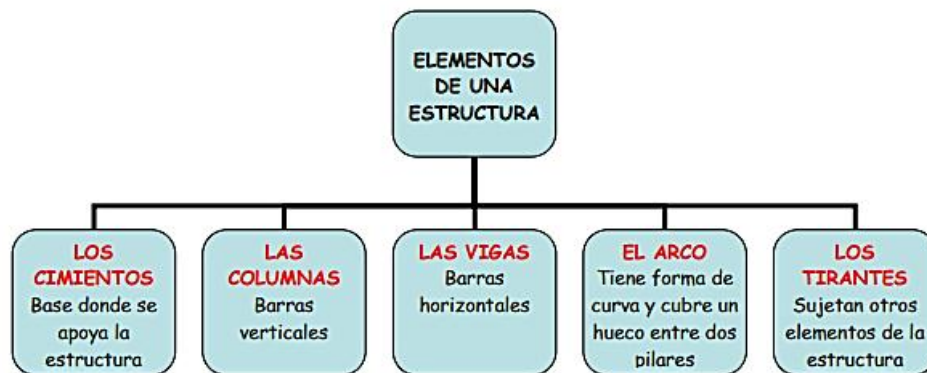 ELEMENTOS
DE UNA
ESTRUCTURA
LOS
CIMIENTOS
Base donde se
apoya la
estructura
LAS
COLUMNAS
Barras
verticales
LAS VIGAS
Barras
horizontales
EL ARCO
Tiene forma de
curva y cubre un
hueco entre dos
pilares
LOS
TIRANTES
Sujetan otros
elementos de la
estructura